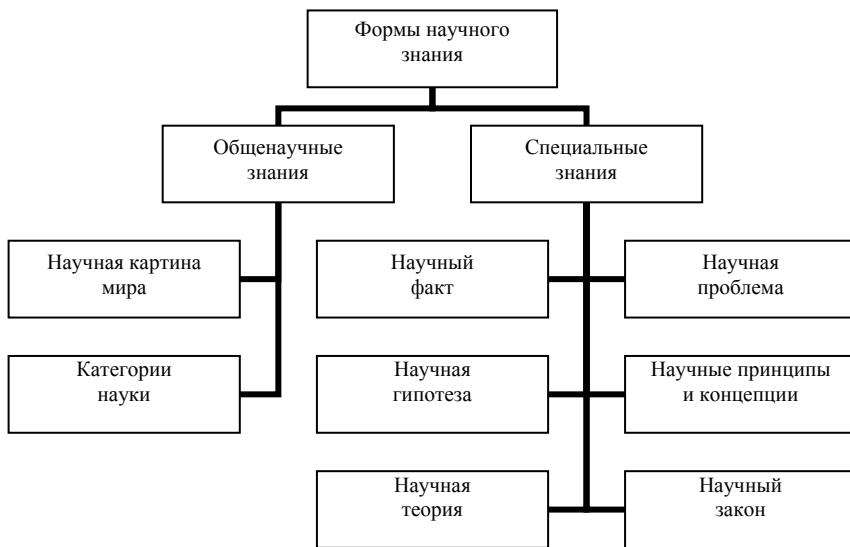 Формы научного
знания
Общенаучные
знания
Специальные
знания
Научная картина
мира
Научный
факт
Научная
проблема
Категории
науки
Научная
гипотеза
Научные принципы
и концепции
Научная
теория
Научный
закон